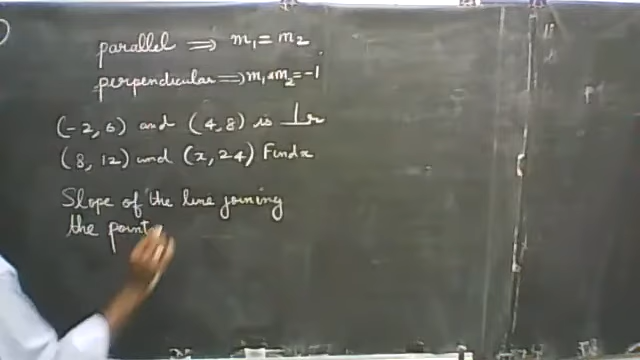 parallel ⟹ m₁ = m₂
perpendicular ⟹ m₁ × m₂ = -1
(-2, 6) and (4, 8) is ⊥r
(8, 12) and (x, 24) Find x
Slope of the line joining
the point